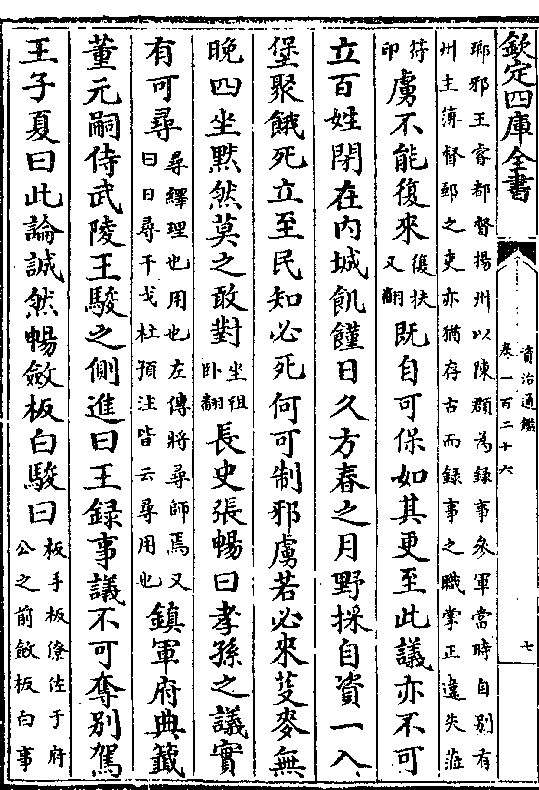 欽定四庫全書
資治通鑑
卷一百二十六
七
瑯邪王睿都督揚州以陳頵為録事參軍當時自别有
州主簿督郵之吏亦猶存古而録事之職掌正違失涖
符印虜不能復來復扶又翻既自可保如其更至此議亦不可
立百姓閉在内城飢饉日久方春之月野採自資一入
堡聚餓死立至民知必死何可制邪虜若必來芟麥無
晚四坐黙然莫之敢對坐徂卧翻長史張暢曰孝孫之議實
有可尋尋繹理也用也左傳將尋師焉又曰日尋干戈杜預注皆云尋用也鎮軍府典籖
董元嗣侍武陵王駿之側進曰王録事議不可奪别駕
王子夏曰此論誠然暢斂板白駿曰板手板僚佐于府公之前斂板白事